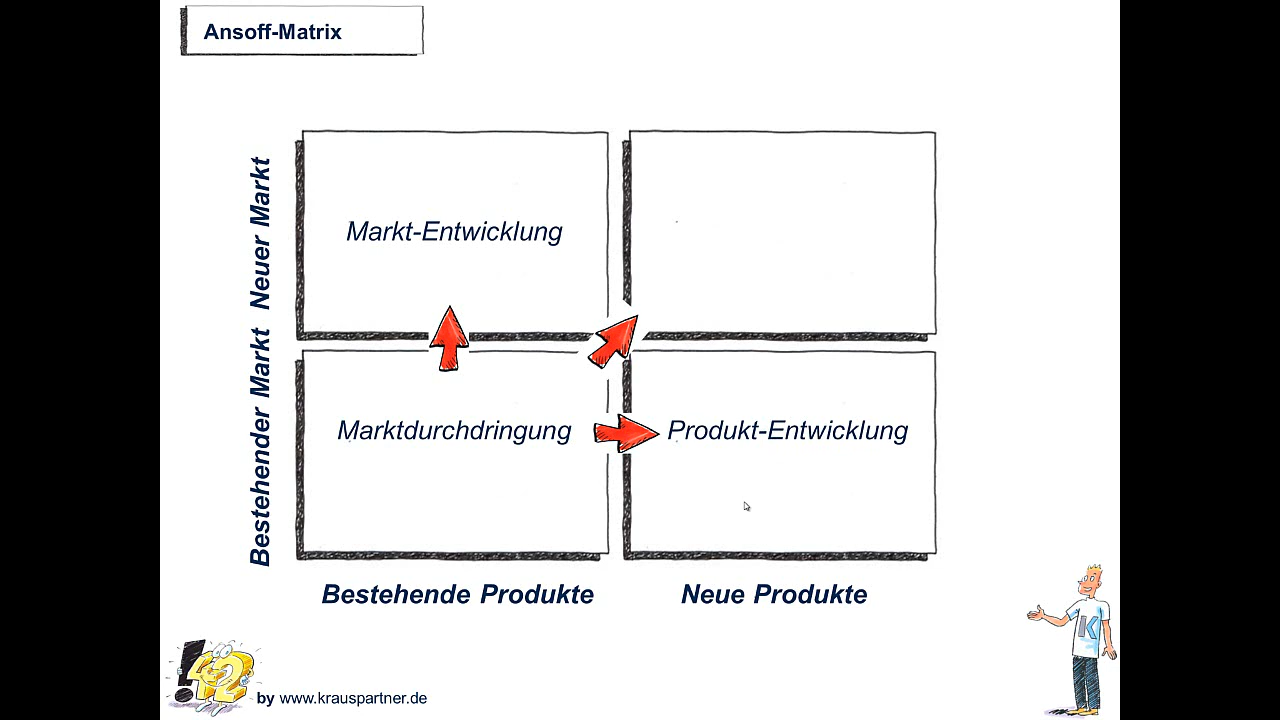 Ansoff-Matrix
Neuer Markt
Markt-Entwicklung
Bestehender Markt
Marktdurchdringung
Produkt-Entwicklung
Bestehende Produkte
Neue Produkte
K
!42
by www.krauspartner.de